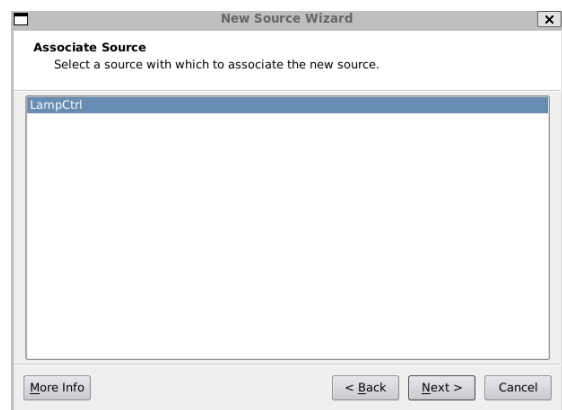 New Source Wizard
Associate Source
Select a source with which to associate the new source.
LampCtrl
More Info
< Back
Next >
Cancel